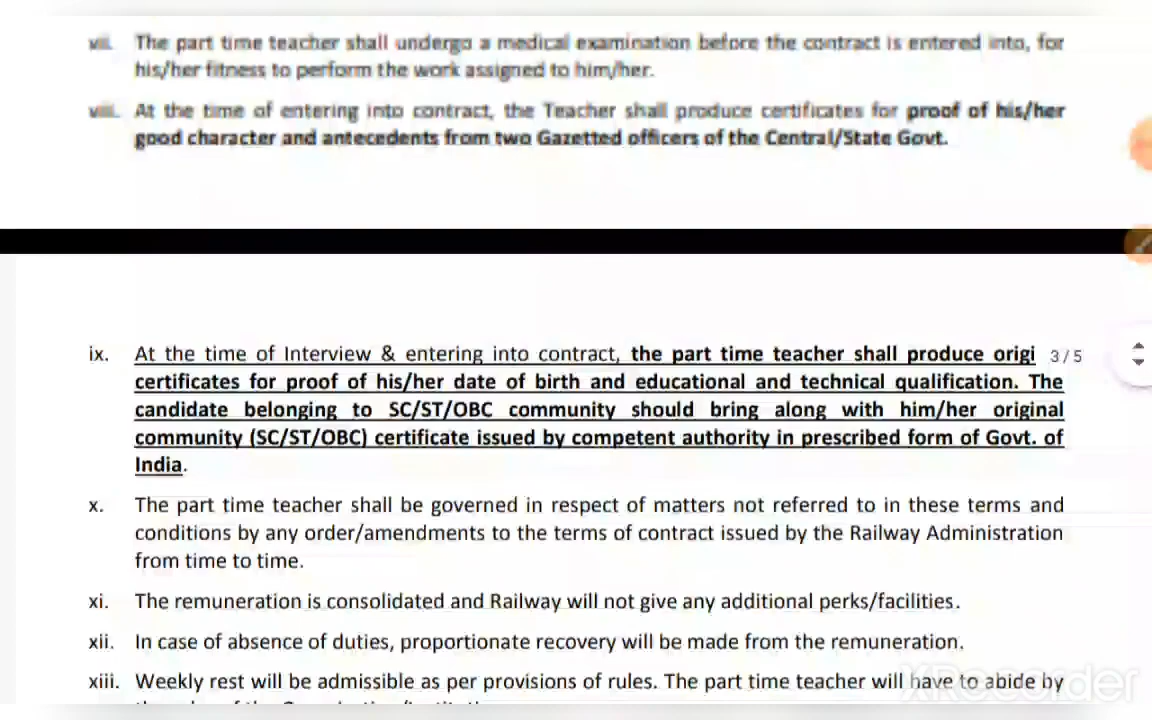 vii. The part time teacher shall undergo a medical examination before the contract is entered into, for
his/her fitness to perform the work assigned to him/her.
viii. At the time of entering into contract, the Teacher shall produce certificates for proof of his/her
good character and antecedents from two Gazetted officers of the Central/State Govt.
ix. At the time of Interview & entering into contract, the part time teacher shall produce origi 3/5
certificates for proof of his/her date of birth and educational and technical qualification. The
candidate belonging to SC/ST/OBC community should bring along with him/her original
community (SC/ST/OBC) certificate issued by competent authority in prescribed form of Govt. of
India.
x. The part time teacher shall be governed in respect of matters not referred to in these terms and
conditions by any order/amendments to the terms of contract issued by the Railway Administration
from time to time.
xi. The remuneration is consolidated and Railway will not give any additional perks/facilities.
xii. In case of absence of duties, proportionate recovery will be made from the remuneration.
xiii. Weekly rest will be admissible as per provisions of rules. The part time teacher will have to abide by
XRecorder